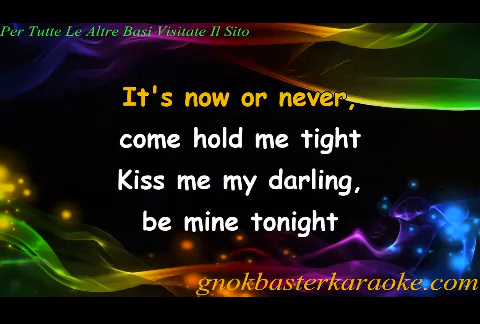 Per Tutte Le Altre Basi Visitate Il Sito
It's now or never,
come hold me tight
Kiss me my darling,
be mine tonight
gnokbasterkaraoke.com